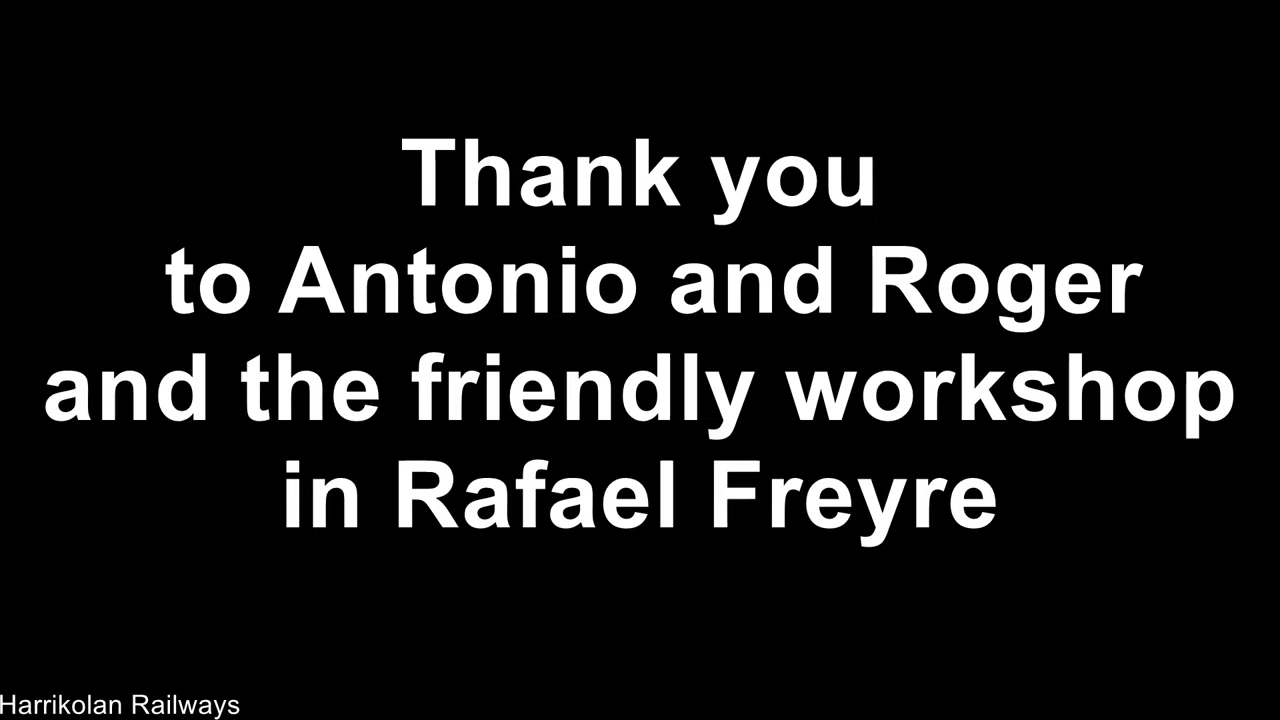 Thank you
to Antonio and Roger
and the friendly workshop
in Rafael Freyre
Harrikolan Railways